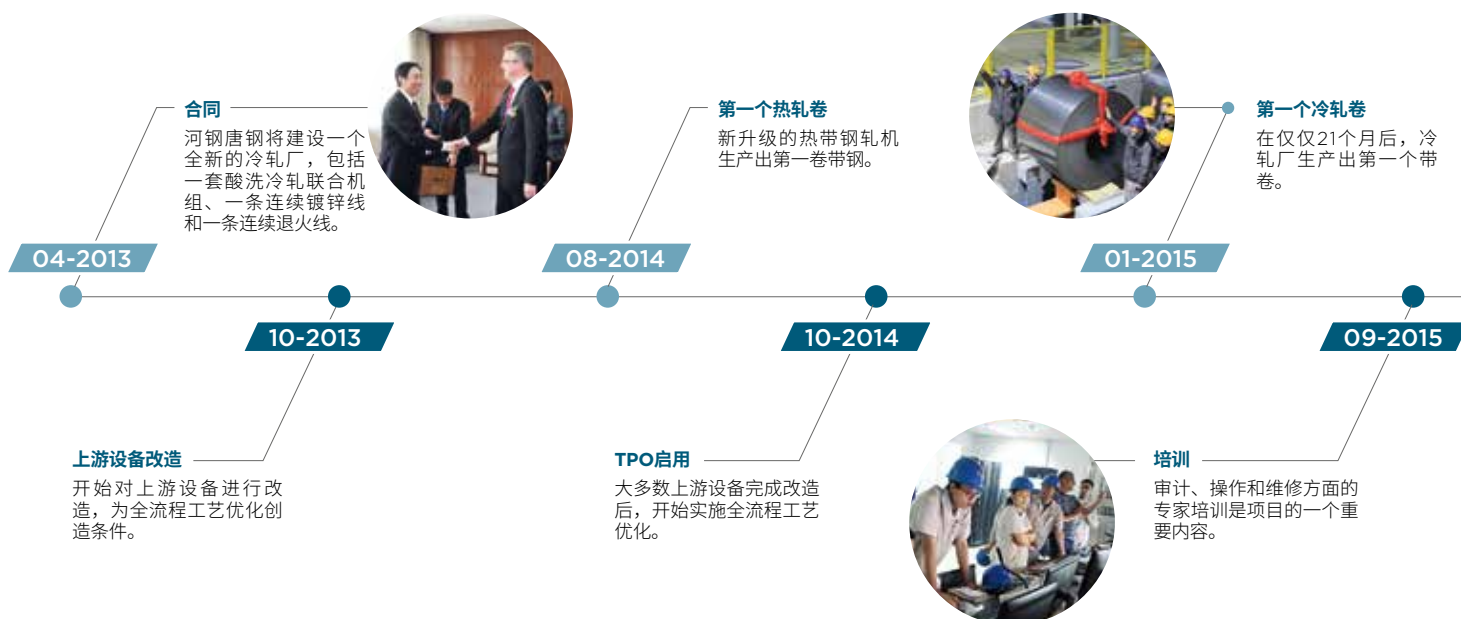 合同
河钢唐钢将建设一个
全新的冷轧厂，包括
一套酸洗冷轧联合机
组、一条连续镀锌线
和一条连续退火线。
04-2013
第一个热轧卷
新升级的热带钢轧机
生产出第一卷带钢。
08-2014
第一个冷轧卷
在仅仅21个月后，冷
轧厂生产出第一个带
卷。
01-2015
10-2013
上游设备改造
开始对上游设备进行改
造，为全流程工艺优化创
造条件。
10-2014
TPO启用
大多数上游设备完成改造
后，开始实施全流程工艺
优化。
09-2015
培训
审计、操作和维修方面的
专家培训是项目的一个重
要内容。